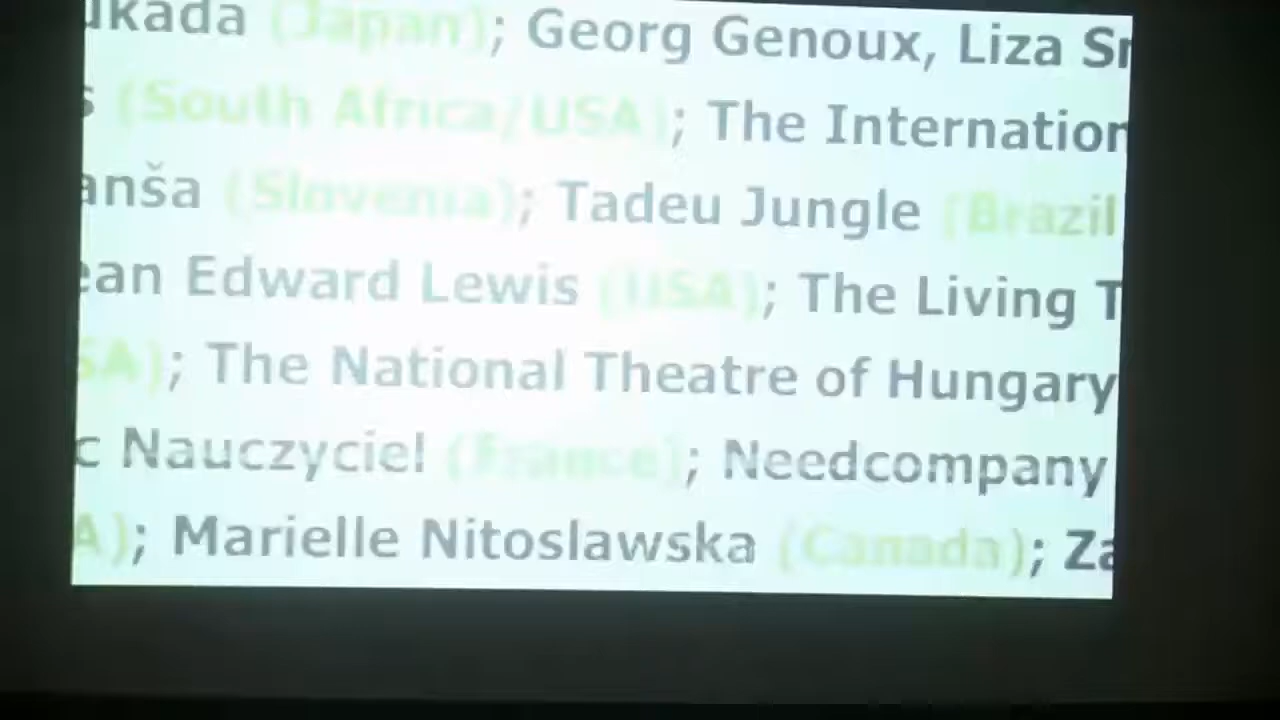 ukada (Japan); Georg Genoux, Liza
s (South Africa/USA); The Internation
anša (Slovenia); Tadeu Jungle (Brazil
ean Edward Lewis (USA); The Living T
SA); The National Theatre of Hungary
c Nauczyciel (France); Needcompany
A); Marielle Nitoslawska (Canada); Za